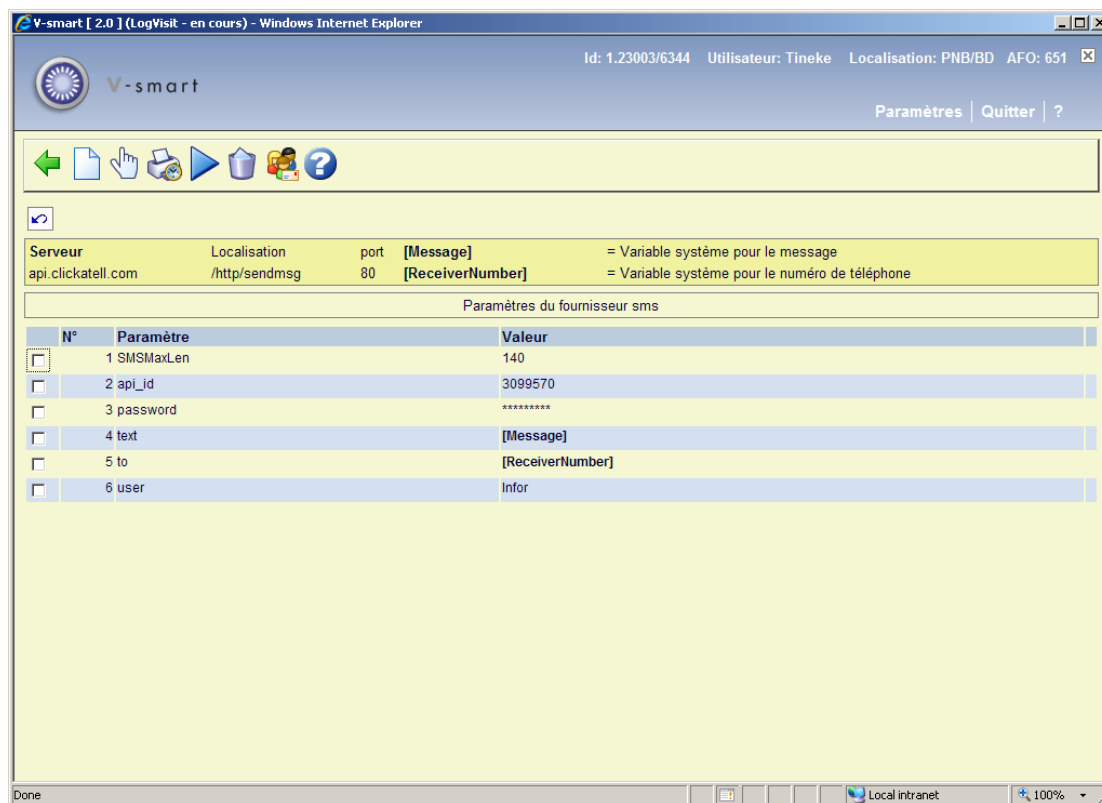 V-smart [ 2.0 ] (LogVisit - en cours) - Windows Internet Explorer
Id: 1.23003/6344 Utilisateur: Tineke Localisation: PNB/BD AFO: 651
V-smart
Paramètres Quitter ?
Serveur Localisation port [Message] = Variable système pour le message
api.clickatell.com /http/sendmsg 80 [ReceiverNumber] = Variable système pour le numéro de téléphone
Paramètres du fournisseur sms
N° Paramètre Valeur
1 SMSMaxLen 140
2 api_id 3099570
3 password *********
4 text [Message]
5 to [ReceiverNumber]
6 user Infor
Done Local intranet 100%